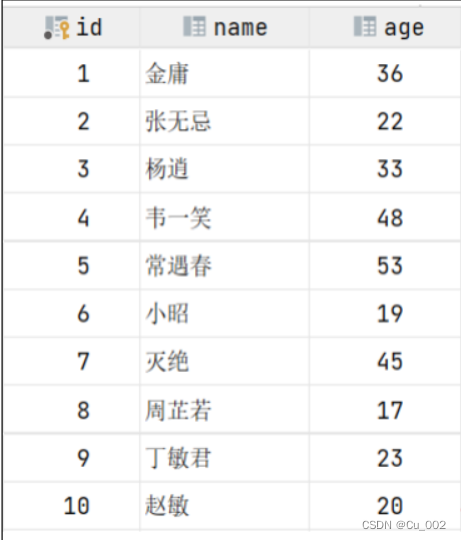 id name age
1 金庸 36
2 张无忌 22
3 杨逍 33
4 韦一笑 48
5 常遇春 53
6 小昭 19
7 灭绝 45
8 周芷若 17
9 丁敏君 23
10 赵敏 20
CSDN @Cu_002